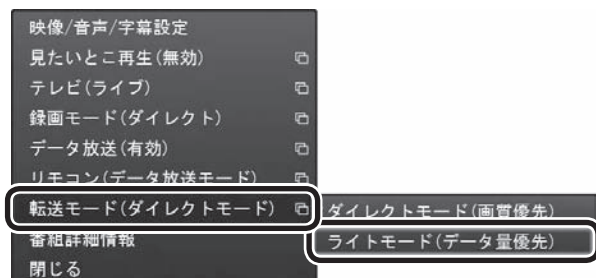 映像/音声/字幕設定
見たいとこ再生(無効)
テレビ(ライブ)
録画モード(ダイレクト)
データ放送(有効)
リモコン(データ放送モード)
転送モード(ダイレクトモード)
ダイレクトモード(画質優先)
番組詳細情報
ライトモード(データ量優先)
閉じる